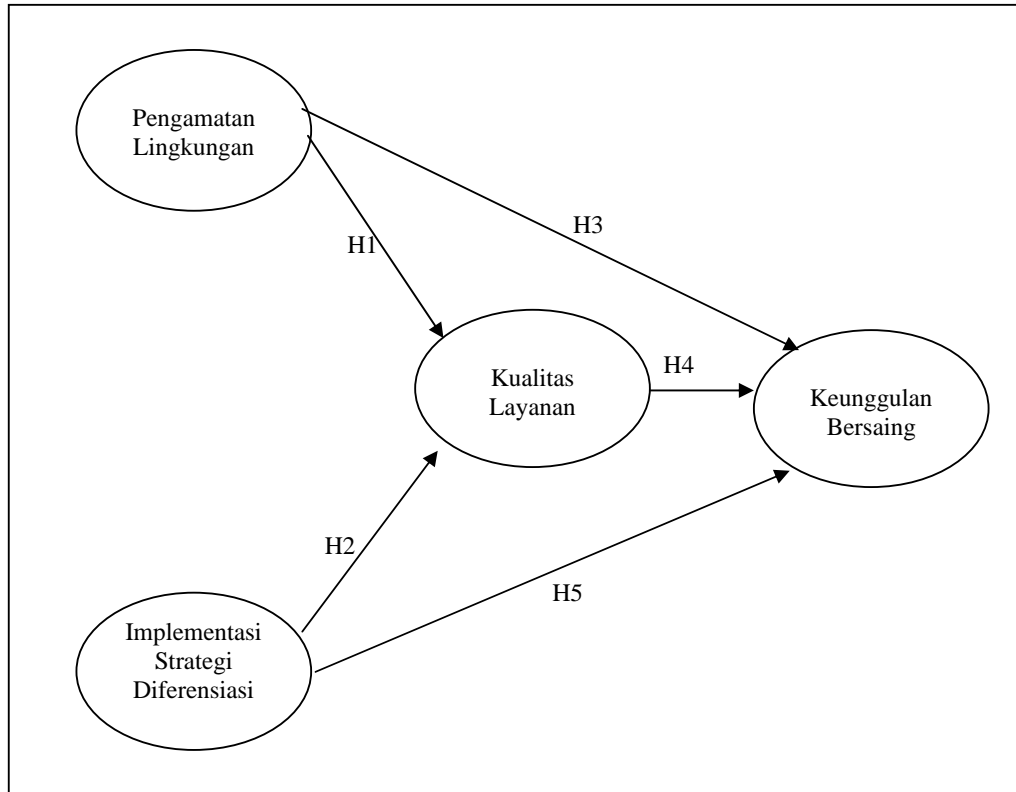 Pengamatan
Lingkungan
H3
H1
H4
Kualitas
Layanan
Keunggulan
Bersaing
H2
H5
Implementasi
Strategi
Diferensiasi